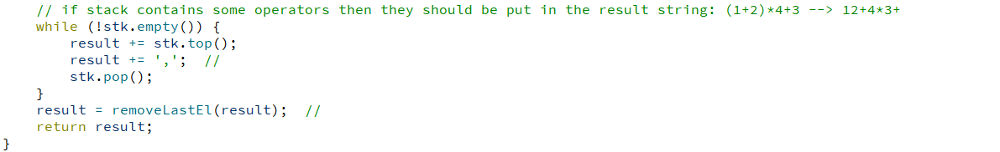 // if stack contains some operators then they should be put in the result string: (1+2)*4+3 --> 12+4*3+
while (!stk.empty()) {
result += stk.top();
result += ','; //
stk.pop();
}
result = removeLastEl(result); //
return result;
}